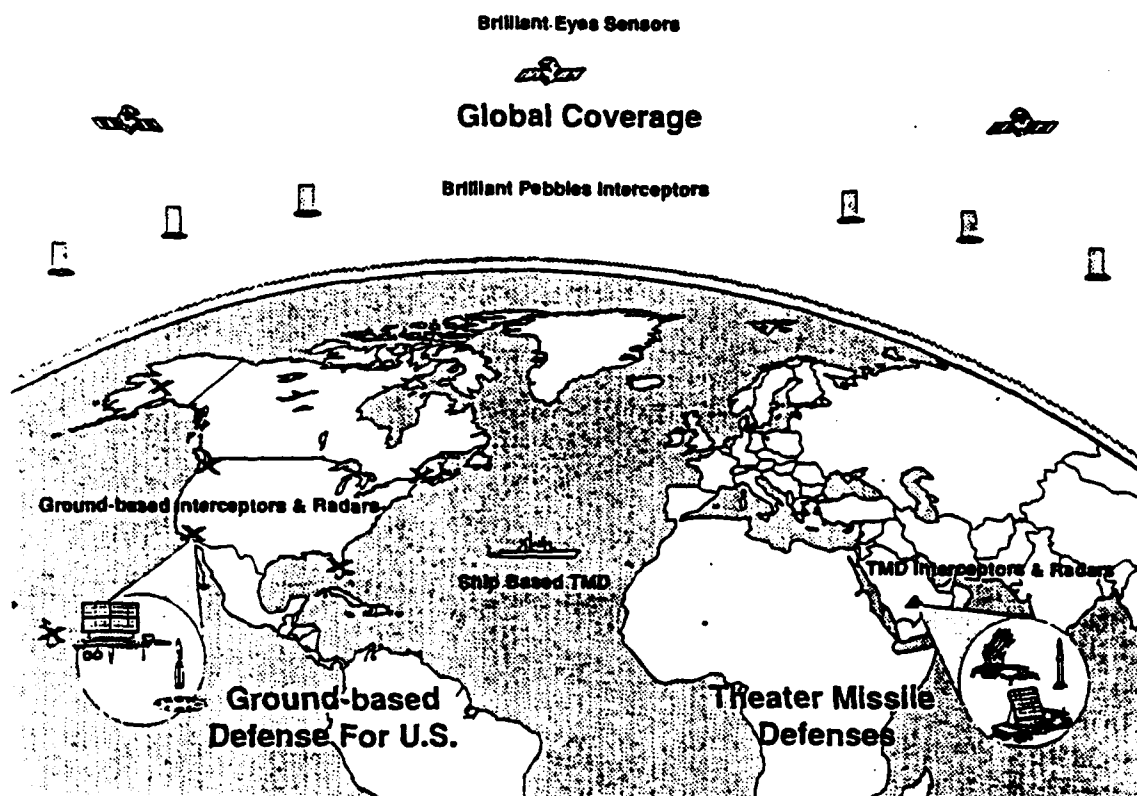 Brilliant Eyes Sensors
Global Coverage
Brilliant Pebbles Interceptors
Ground-based Interceptors & Radars
Ship Based TMD
TMD Interceptors & Radars
Ground-based
Defense For U.S.
Theater Missile
Defenses